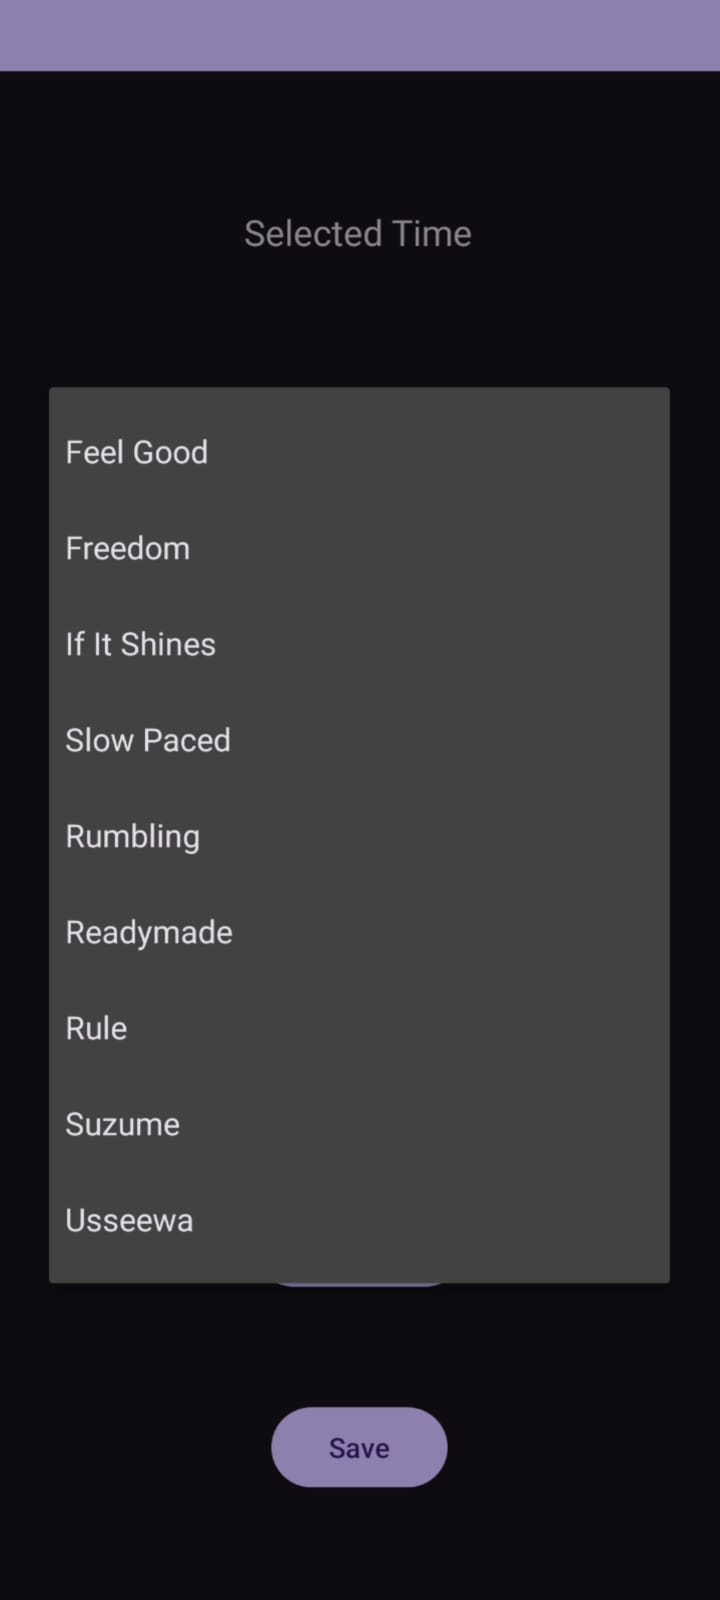 Selected Time
Feel Good
Freedom
If It Shines
Slow Paced
Rumbling
Readymade
Rule
Suzume
Usseewa
Save